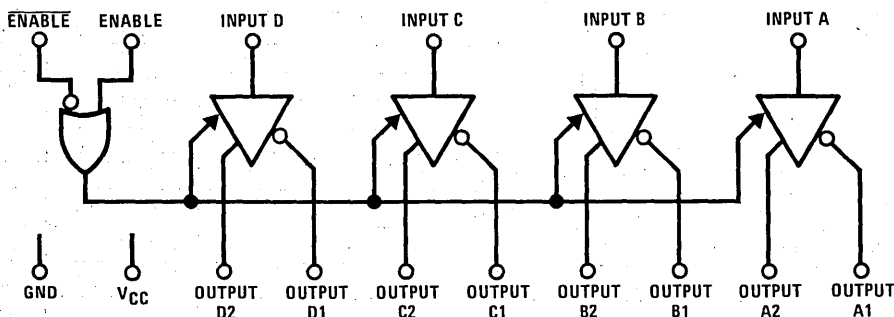 E̅N̅A̅B̅L̅E̅ ENABLE INPUT D INPUT C INPUT B INPUT A
GND VCC OUTPUT D2 OUTPUT D1 OUTPUT C2 OUTPUT C1 OUTPUT B2 OUTPUT B1 OUTPUT A2 OUTPUT A1